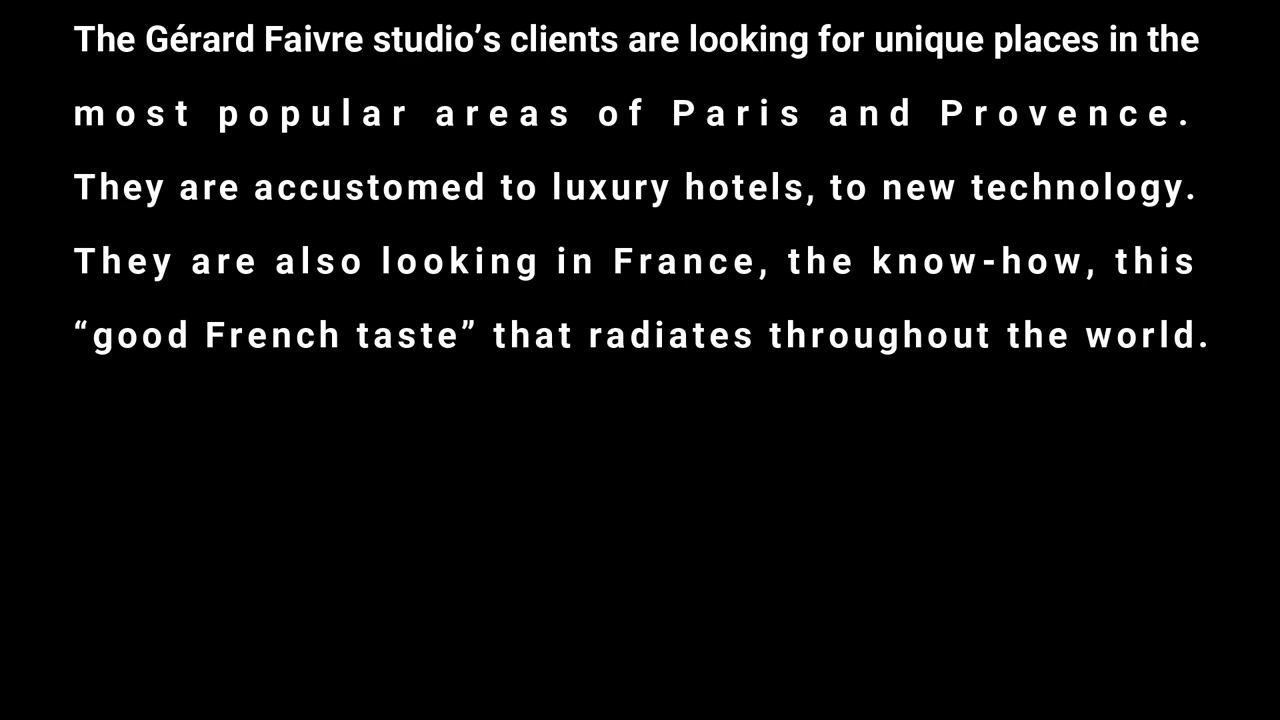 The Gérard Faivre studio’s clients are looking for unique places in the
most popular areas of Paris and Provence.
They are accustomed to luxury hotels, to new technology.
They are also looking in France, the know-how, this
“good French taste” that radiates throughout the world.